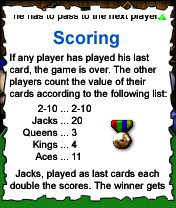 he has to pass to the next player.
Scoring
If any player has played his last
card, the game is over. The other
players count the value of their
cards according to the following list:
2-10 ... 2-10
Jacks ... 20
Queens ... 3
Kings ... 4
Aces ... 11
Jacks, played as last cards each
double the scores. The winner gets